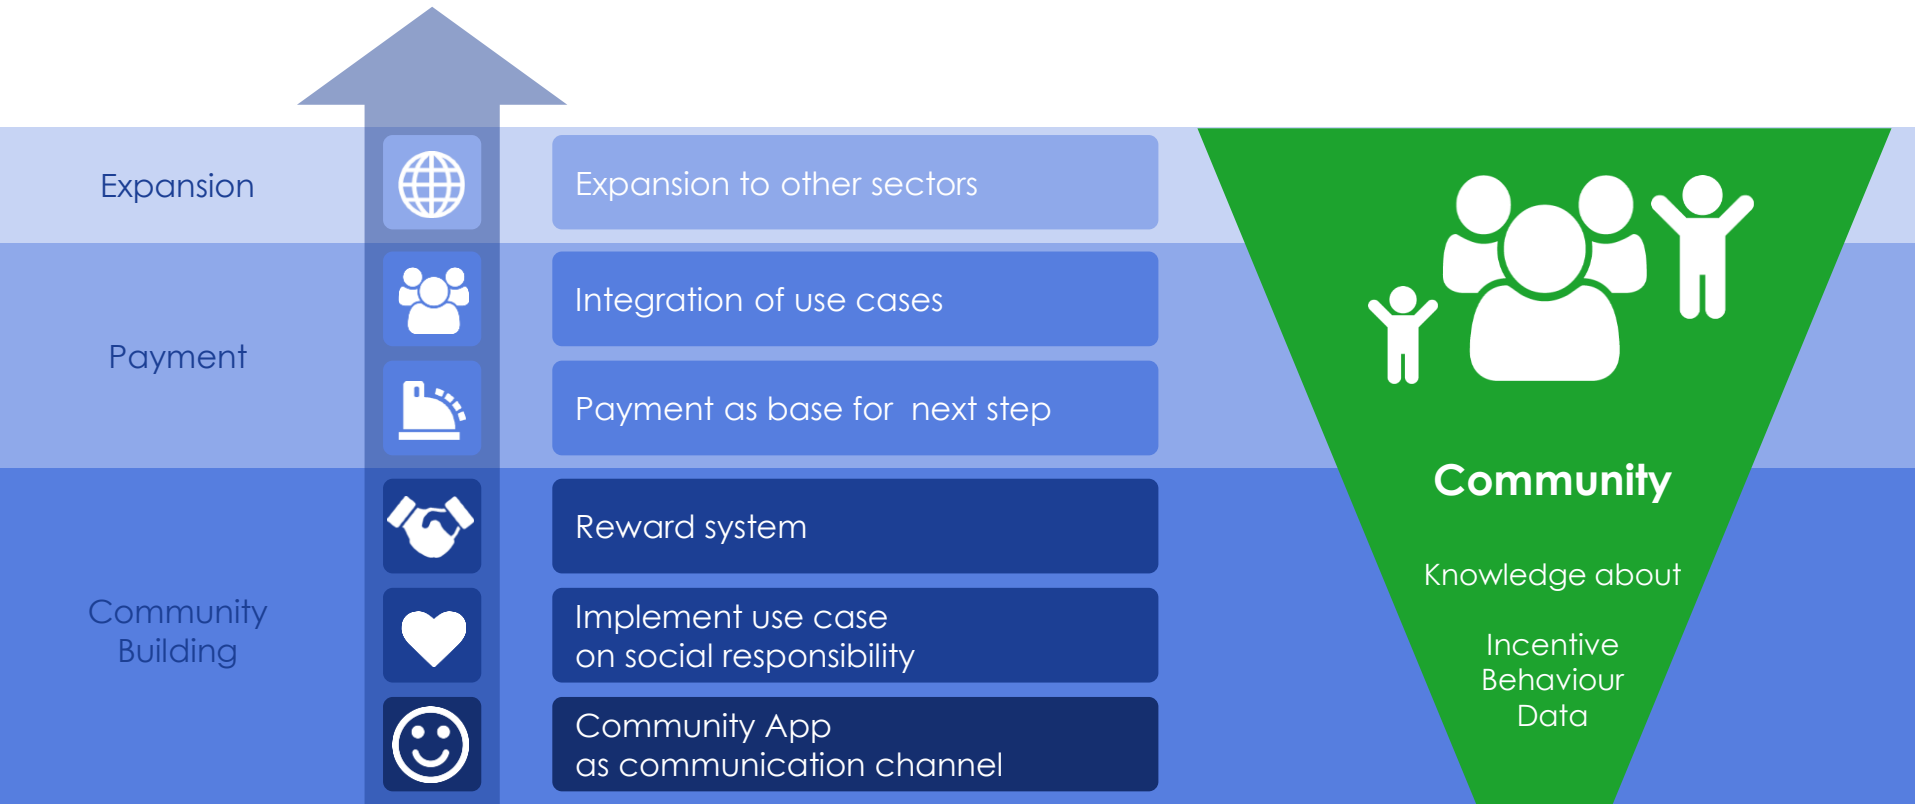 Expansion
Expansion to other sectors
Payment
Integration of use cases
Payment as base for  next step
Community
Building
Reward system
Implement use case
on social responsibility
Community App
as communication channel
Community
Knowledge about
Incentive
Behaviour
Data